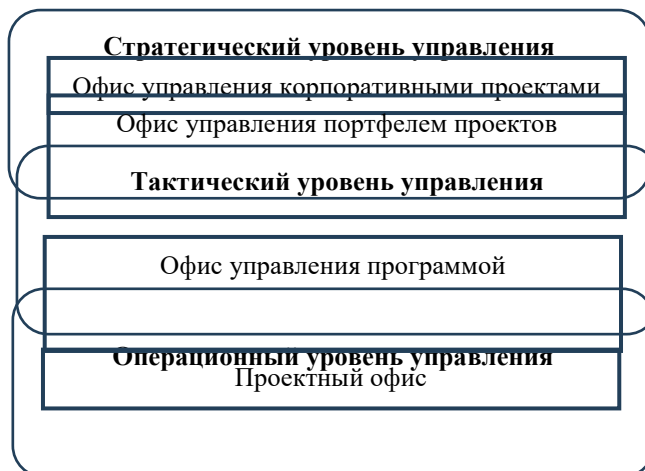 Стратегический уровень управления
Офис управления корпоративными проектами
Офис управления портфелем проектов
Тактический уровень управления
Офис управления программой
Операционный уровень управления
Проектный офис